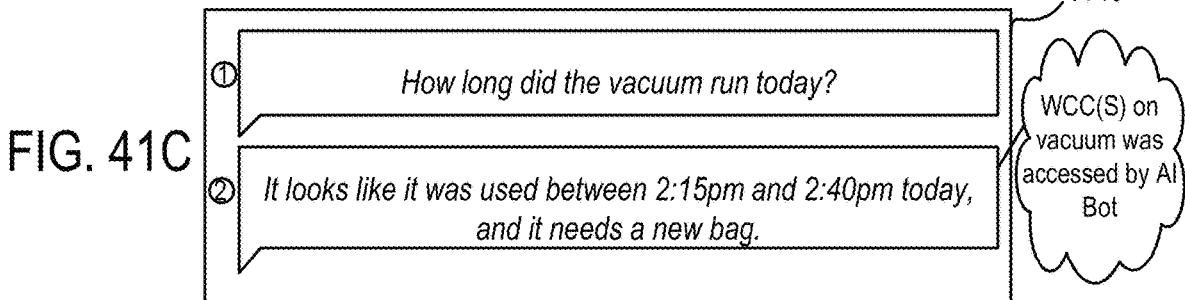 ①
How long did the vacuum run today?
FIG. 41C
②
It looks like it was used between 2:15pm and 2:40pm today,
and it needs a new bag.
WCC(S) on
vacuum was
accessed by AI
Bot